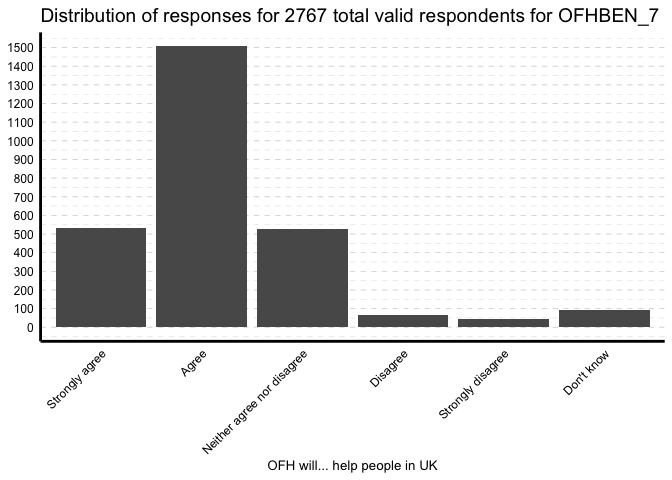 Distribution of responses for 2767 total valid respondents for OFHBEN_7
1500
1400
1300
1200
1100
1000
900
800
700
600
500
400
300
200
100
0
Strongly agree
Agree
Neither agree nor disagree
Disagree
Strongly disagree
Don't know
OFH will... help people in UK